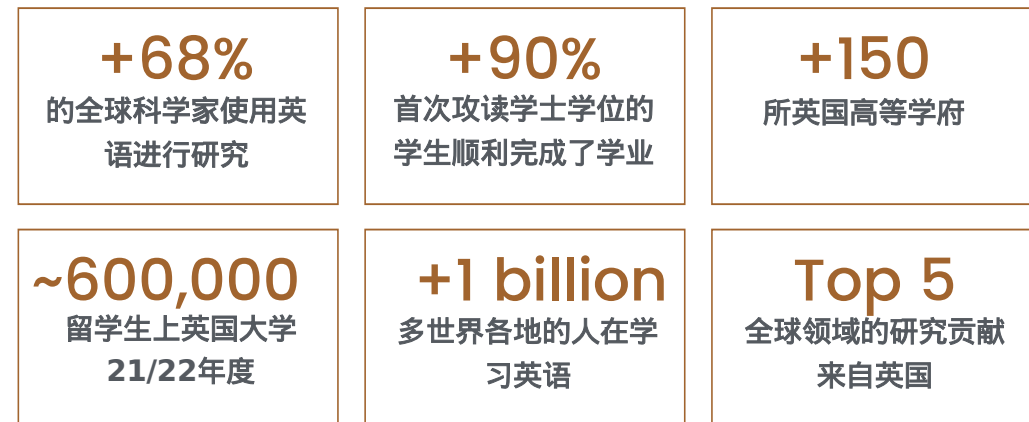 +68%
的全球科学家使用英
语进行研究
+90%
首次攻读学士学位的
学生顺利完成了学业
+150
所英国高等学府
~600,000
留学生上英国大学
21/22年度
+1 billion
多世界各地的人在学
习英语
Top 5
全球领域的研究贡献
来自英国